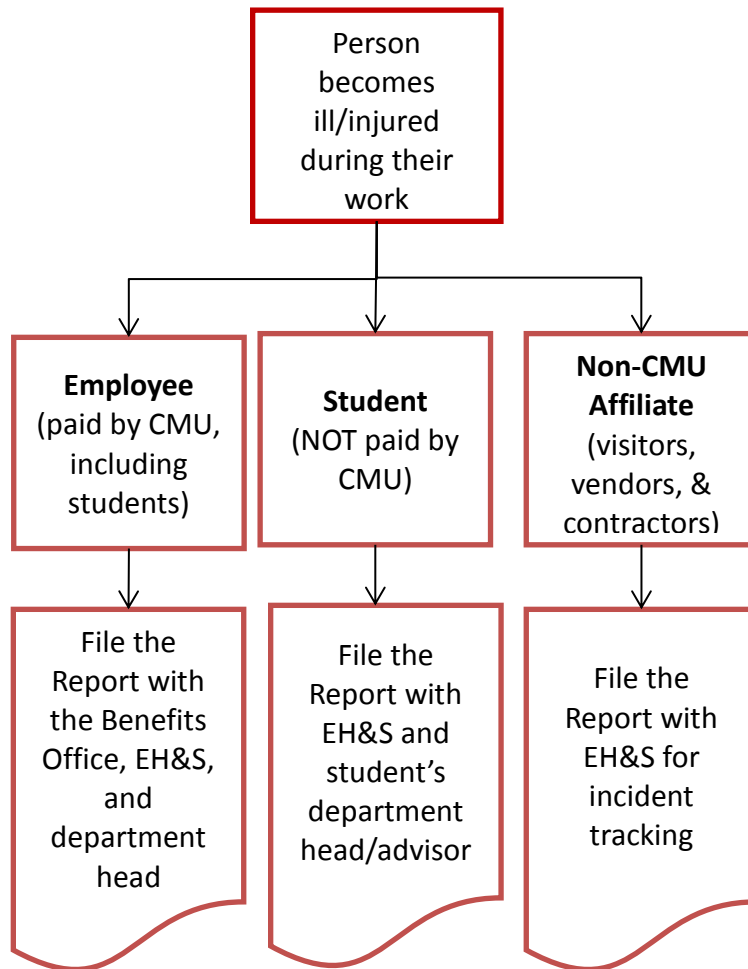 Person
becomes
ill/injured
during their
work
Employee
(paid by CMU,
including
students)
Student
(NOT paid by
CMU)
Non-CMU
Affiliate
(visitors,
vendors, &
contractors)
File the
Report with
the Benefits
Office, EH&S,
and
department
head
File the
Report with
EH&S and
student’s
department
head/advisor
File the
Report with
EH&S for
incident
tracking